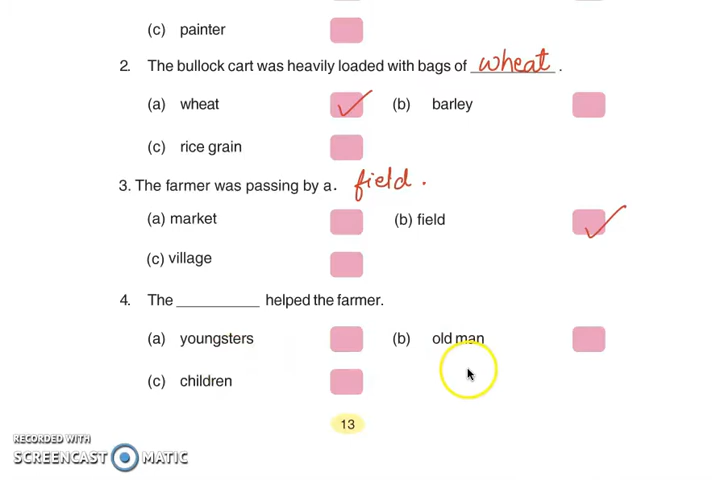 (c) painter
2. The bullock cart was heavily loaded with bags of wheat.
(a) wheat (b) barley
(c) rice grain
3. The farmer was passing by a. field.
(a) market (b) field
(c) village
4. The __________ helped the farmer.
(a) youngsters (b) old man
(c) children
13
RECORDED WITH
SCREENCAST MATIC